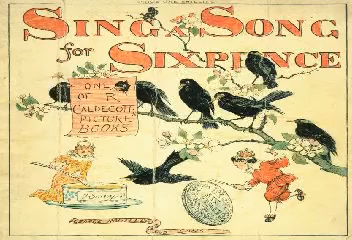 SING A SONG
for SIXPENCE
ONE
OF R
CALDECOTT
PICTURE
BOOKS